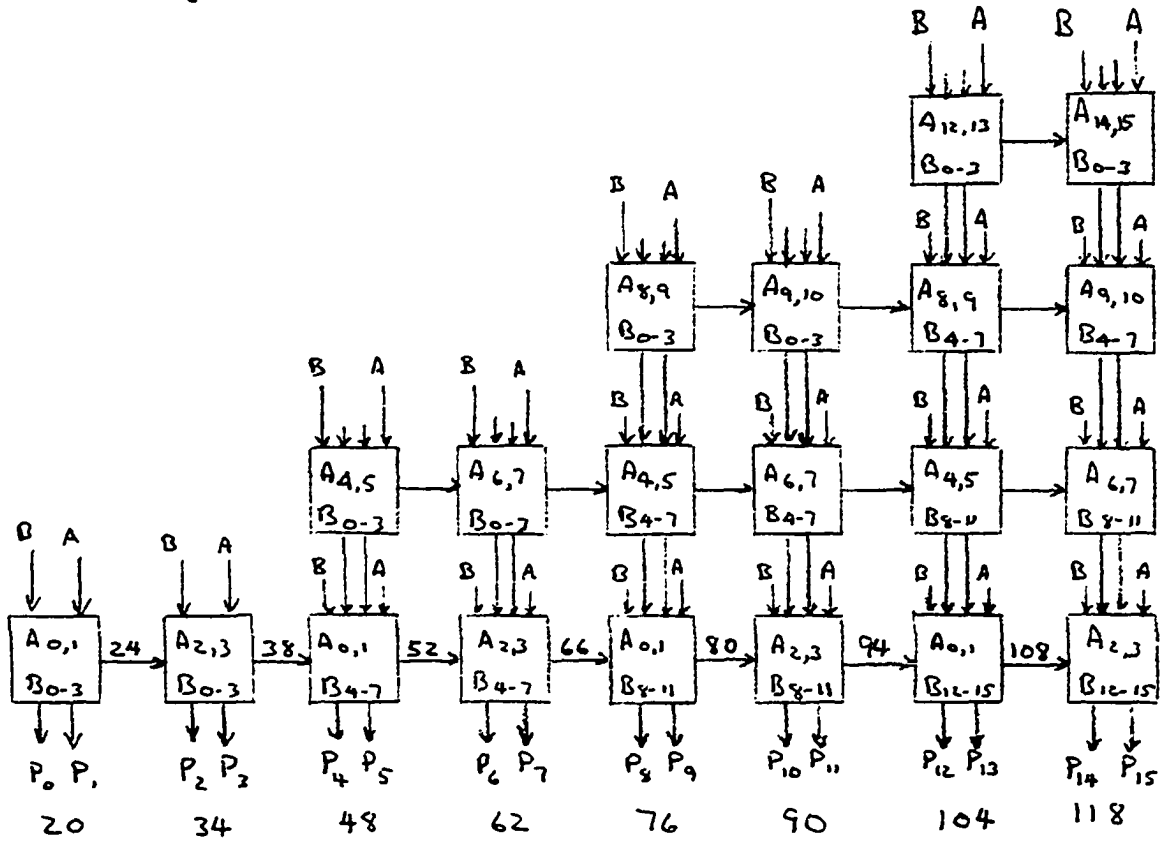 B A B A
A12,13 A14,15
B0-3 B0-3
B A B A B A B A
A8,9 A9,10 A8,9 A9,10
B0-3 B0-3 B4-7 B4-7
B A B A B A B A B A B A
A4,5 A6,7 A4,5 A6,7 A4,5 A6,7
B0-3 B0-3 B4-7 B4-7 B8-11 B8-11
B A B A B A B A B A B A B A B A
A0,1 24 A2,3 38 A0,1 52 A2,3 66 A0,1 80 A2,3 94 A0,1 108 A2,3
B0-3 B0-3 B4-7 B4-7 B8-11 B8-11 B12-15 B12-15
P0 P1 P2 P3 P4 P5 P6 P7 P8 P9 P10 P11 P12 P13 P14 P15
20 34 48 62 76 90 104 118